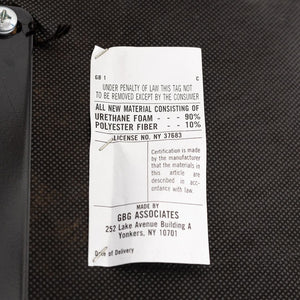 GB 1 C
UNDER PENALTY OF LAW THIS TAG NOT
TO BE REMOVED EXCEPT BY THE CONSUMER
ALL NEW MATERIAL CONSISTING OF
URETHANE FOAM - - - 90%
POLYESTER FIBER - - 10%
LICENSE NO. NY 37683
Certification is made by
the manufacturer
that the materials in
this article are
described in ac-
cordance with law.
MADE BY
GBG ASSOCIATES
252 Lake Avenue Building A
Yonkers, NY 10701
Date of Delivery